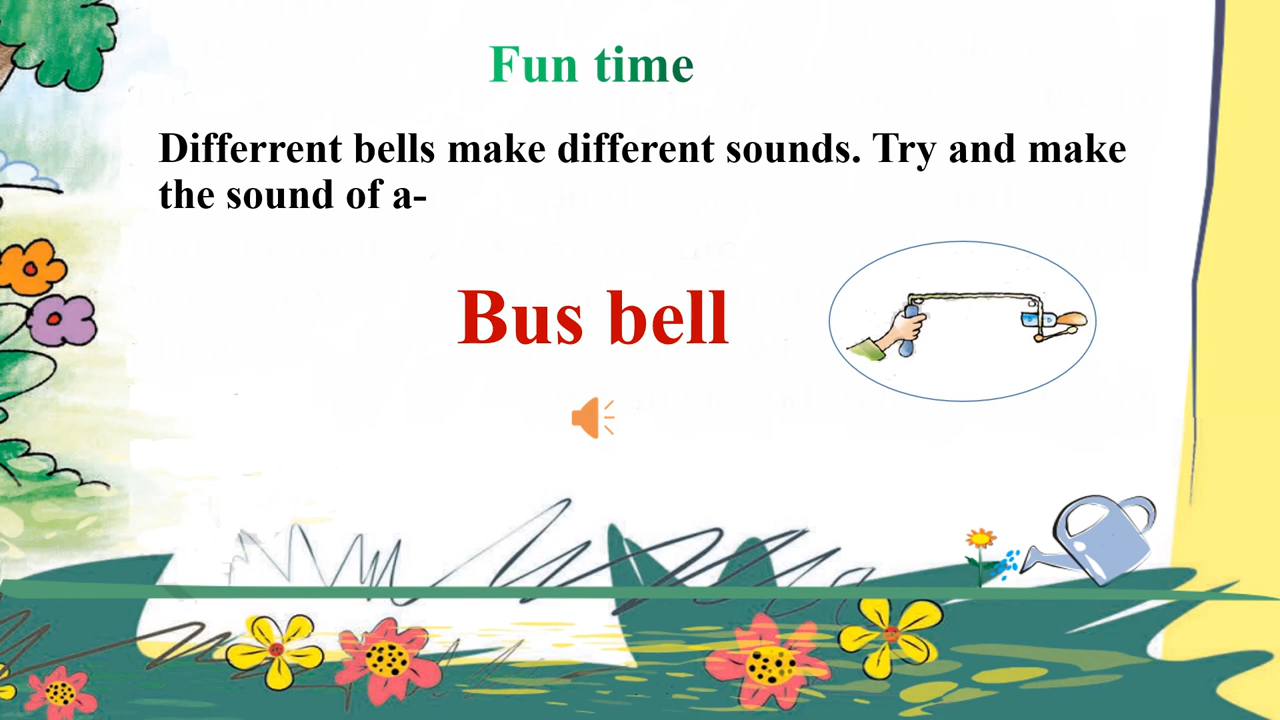 Fun time
Differrent bells make different sounds. Try and make
the sound of a-
Bus bell